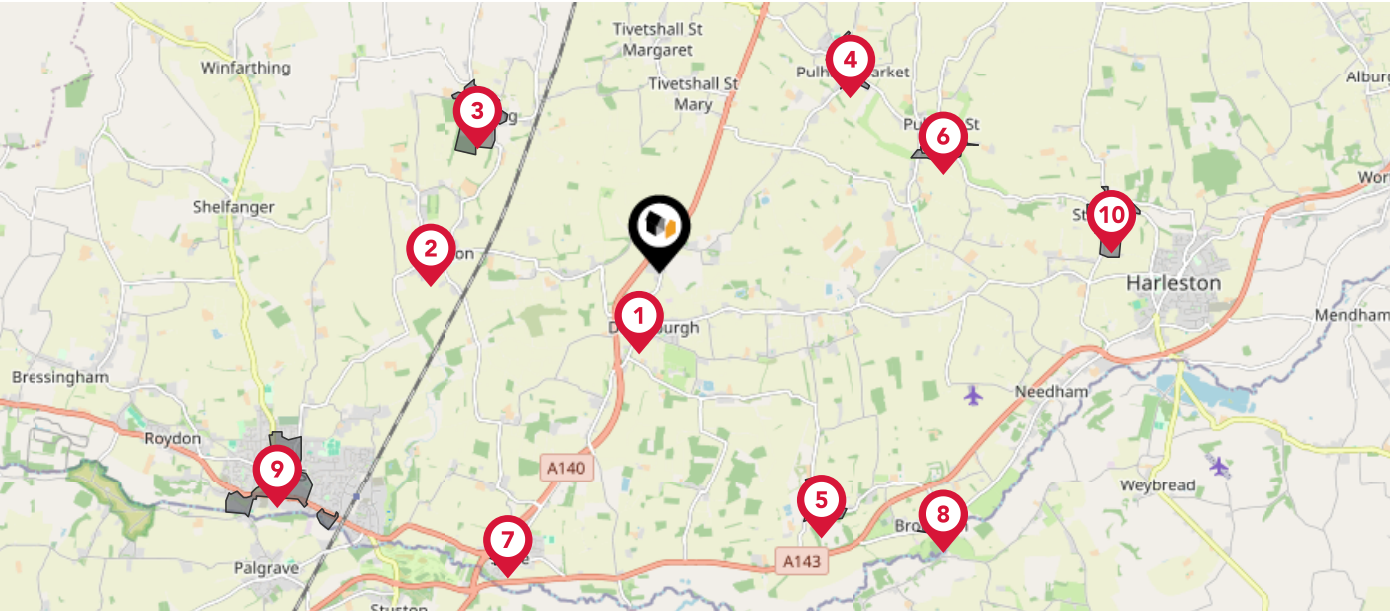 Tivetshall St
Margaret
4
Winfarthing
Tivetshall St
Mary
3
6
Shelfanger
10
2
1
Harleston
Mendham
Bressingham
Needham
Roydon
A140
9
Weybread
5
8
7
A143
Palgrave
Stuston